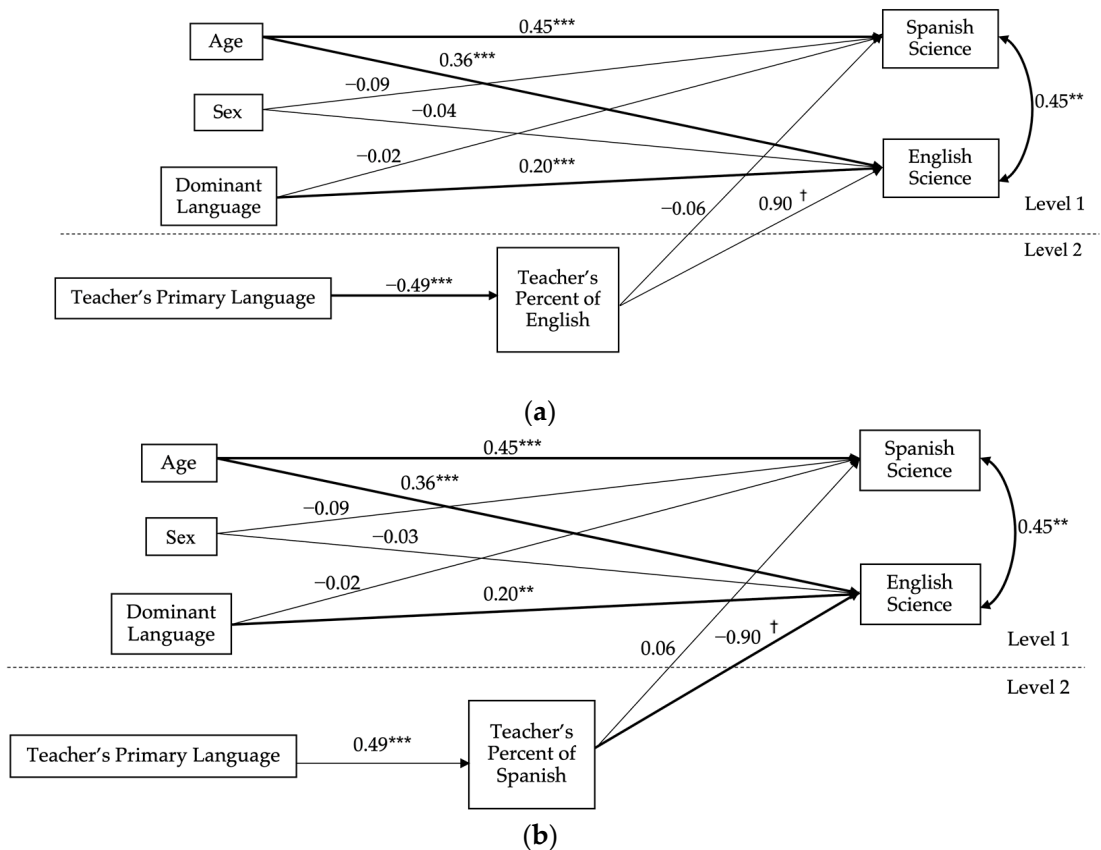 Age
0.45***
Spanish
Science
0.36***
−0.09
Sex
−0.04
0.45**
−0.02
Dominant
Language
0.20***
English
Science
−0.06
0.90 †
Level 1
Level 2
Teacher’s Primary Language
−0.49***
Teacher’s
Percent of
English
(a)
Age
0.45***
Spanish
Science
0.36***
−0.09
Sex
−0.03
0.45**
−0.02
Dominant
Language
0.20**
English
Science
0.06
−0.90 †
Level 1
Level 2
Teacher’s Primary Language
0.49***
Teacher’s
Percent of
Spanish
(b)